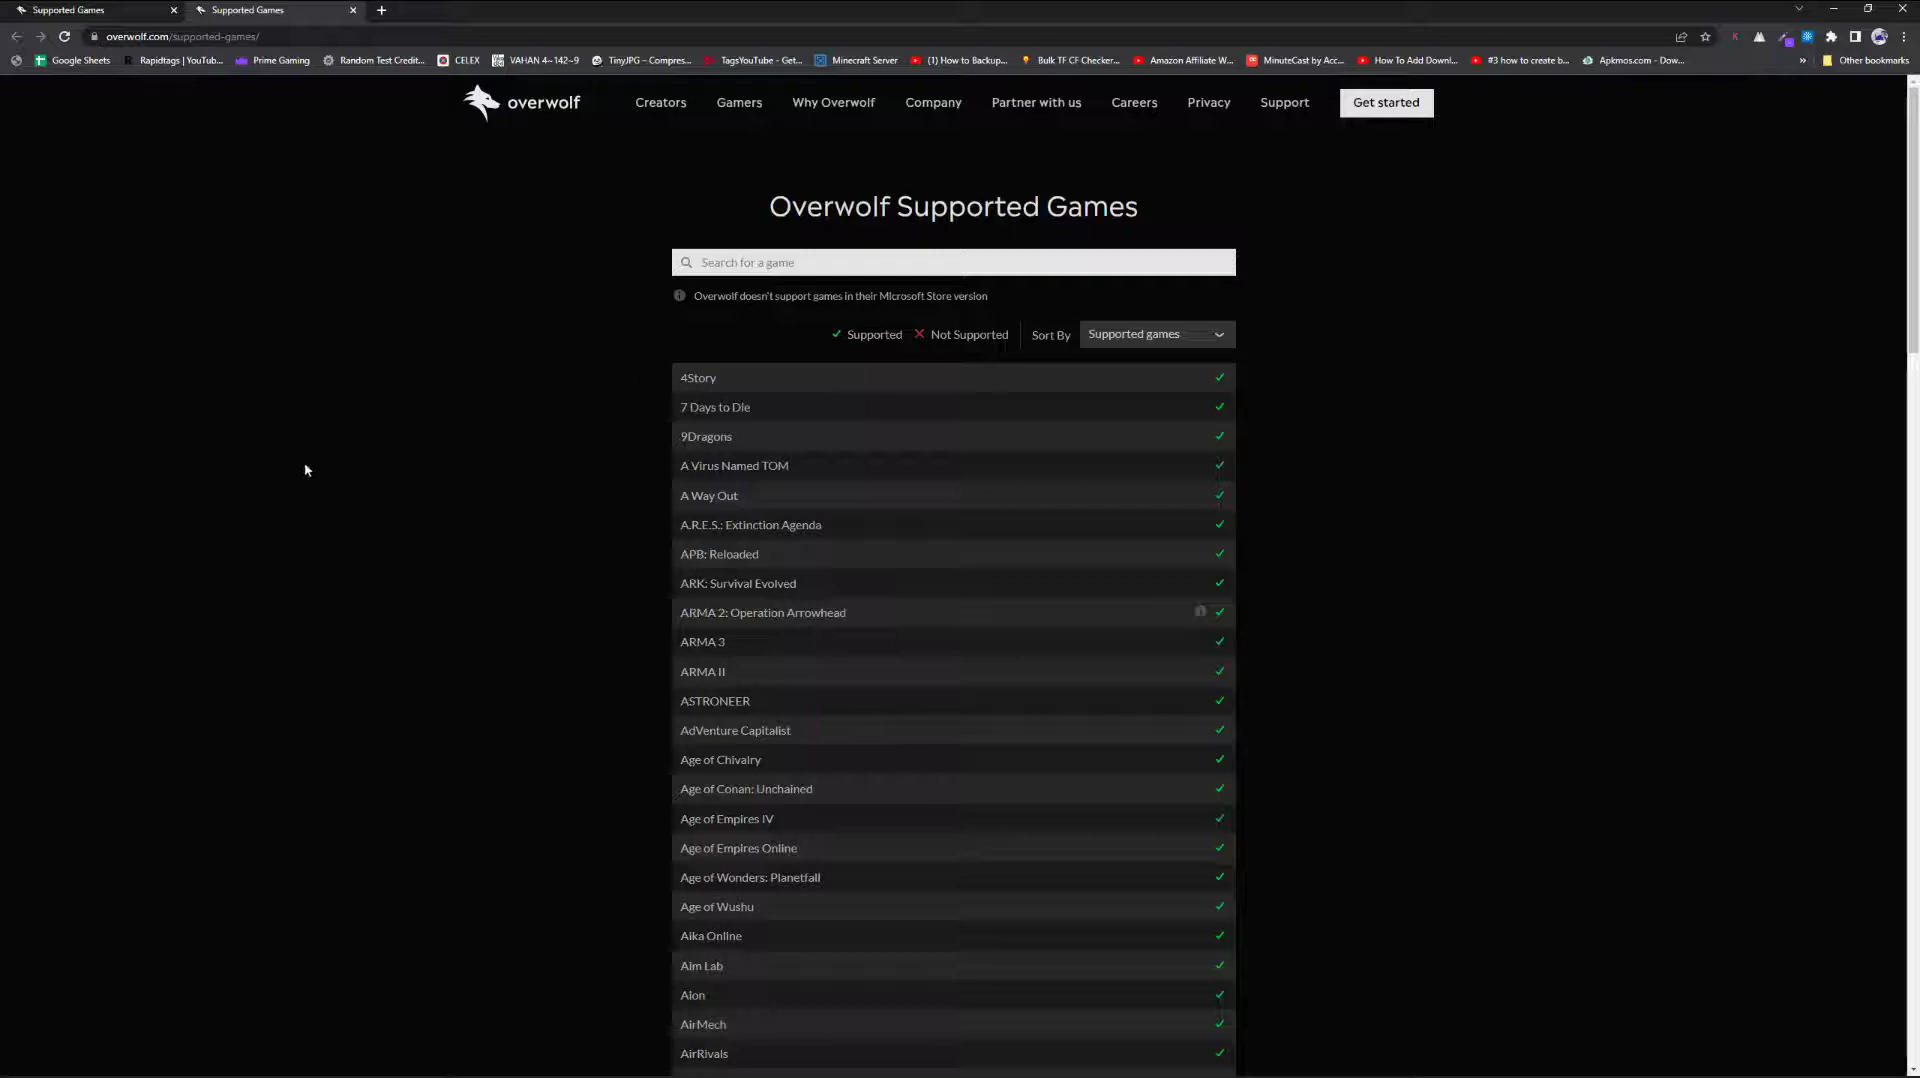 Supported Games
Supported Games
overwolf.com/supported-games/
Google Sheets
Rapidtags | YouTub...
Prime Gaming
Random Test Credit...
CELEX
VAHAN 4~142~9
TinyJPG – Compres...
TagsYouTube - Get...
Minecraft Server
(1) How to Backup...
Bulk TF CF Checker...
Amazon Affiliate W...
MinuteCast by Acc...
How To Add Downl...
#3 how to create b...
Apkmos.com - Dow...
Other bookmarks
overwolf
Creators
Gamers
Why Overwolf
Company
Partner with us
Careers
Privacy
Support
Get started
Overwolf Supported Games
Search for a game
Overwolf doesn't support games in their Microsoft Store version
Supported
Not Supported
Sort By
Supported games
4Story
7 Days to Die
9Dragons
A Virus Named TOM
A Way Out
A.R.E.S.: Extinction Agenda
APB: Reloaded
ARK: Survival Evolved
ARMA 2: Operation Arrowhead
ARMA 3
ARMA II
ASTRONEER
AdVenture Capitalist
Age of Chivalry
Age of Conan: Unchained
Age of Empires IV
Age of Empires Online
Age of Wonders: Planetfall
Age of Wushu
Aika Online
Aim Lab
Aion
AirMech
AirRivals